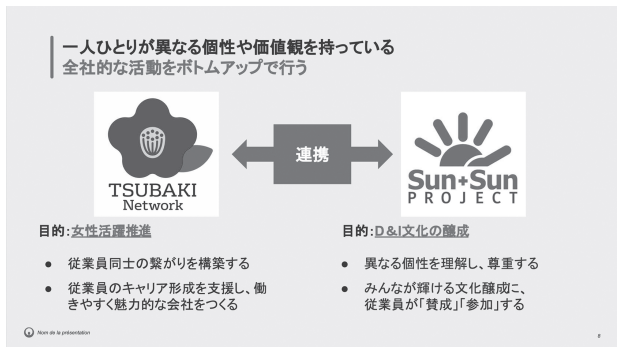 一人ひとりが異なる個性や価値観を持っている
全社的な活動をボトムアップで行う
TSUBAKI
Network
連携
Sun+Sun
PROJECT
目的：女性活躍推進
● 従業員同士の繋がりを構築する
● 従業員のキャリア形成を支援し、働
きやすく魅力的な会社をつくる
目的：D&I文化の醸成
● 異なる個性を理解し、尊重する
● みんなが輝ける文化醸成に、
従業員が「賛成」「参加」する
Nom de la présentation
8